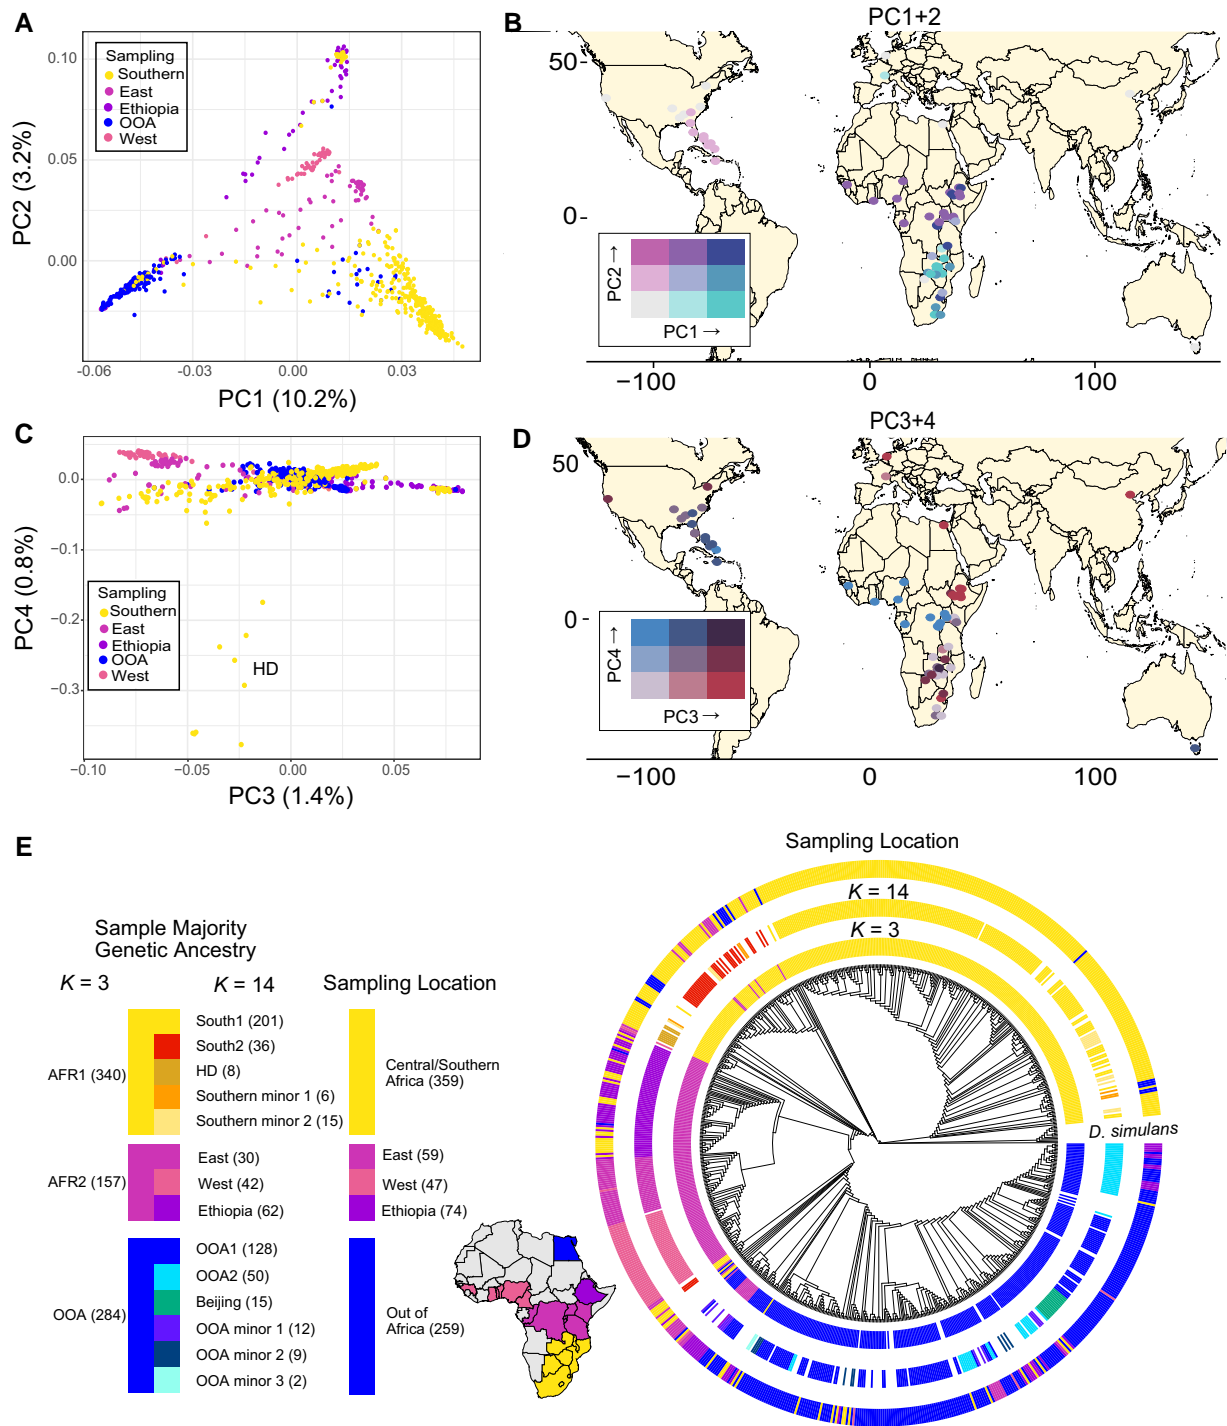 A
Sampling
Southern
East
Ethiopia
OOA
West
0.10
0.05
0.00
PC2 (3.2%)
-0.06
-0.03
0.00
0.03
PC1 (10.2%)
B
PC1+2
50
0
PC2 →
PC1 →
−100
0
100
C
0.0
−0.1
−0.2
−0.3
PC4 (0.8%)
Sampling
Southern
East
Ethiopia
OOA
West
HD
−0.10
−0.05
0.00
0.05
PC3 (1.4%)
D
PC3+4
50
0
PC4 →
PC3 →
−100
0
100
E
Sample Majority
Genetic Ancestry
K = 3
K = 14
Sampling Location
AFR1 (340)
South1 (201)
South2 (36)
HD (8)
Southern minor 1 (6)
Southern minor 2 (15)
Central/Southern
Africa (359)
AFR2 (157)
East (30)
West (42)
Ethiopia (62)
East (59)
West (47)
Ethiopia (74)
OOA (284)
OOA1 (128)
OOA2 (50)
Beijing (15)
OOA minor 1 (12)
OOA minor 2 (9)
OOA minor 3 (2)
Out of
Africa (259)
Sampling Location
K = 14
K = 3
D. simulans